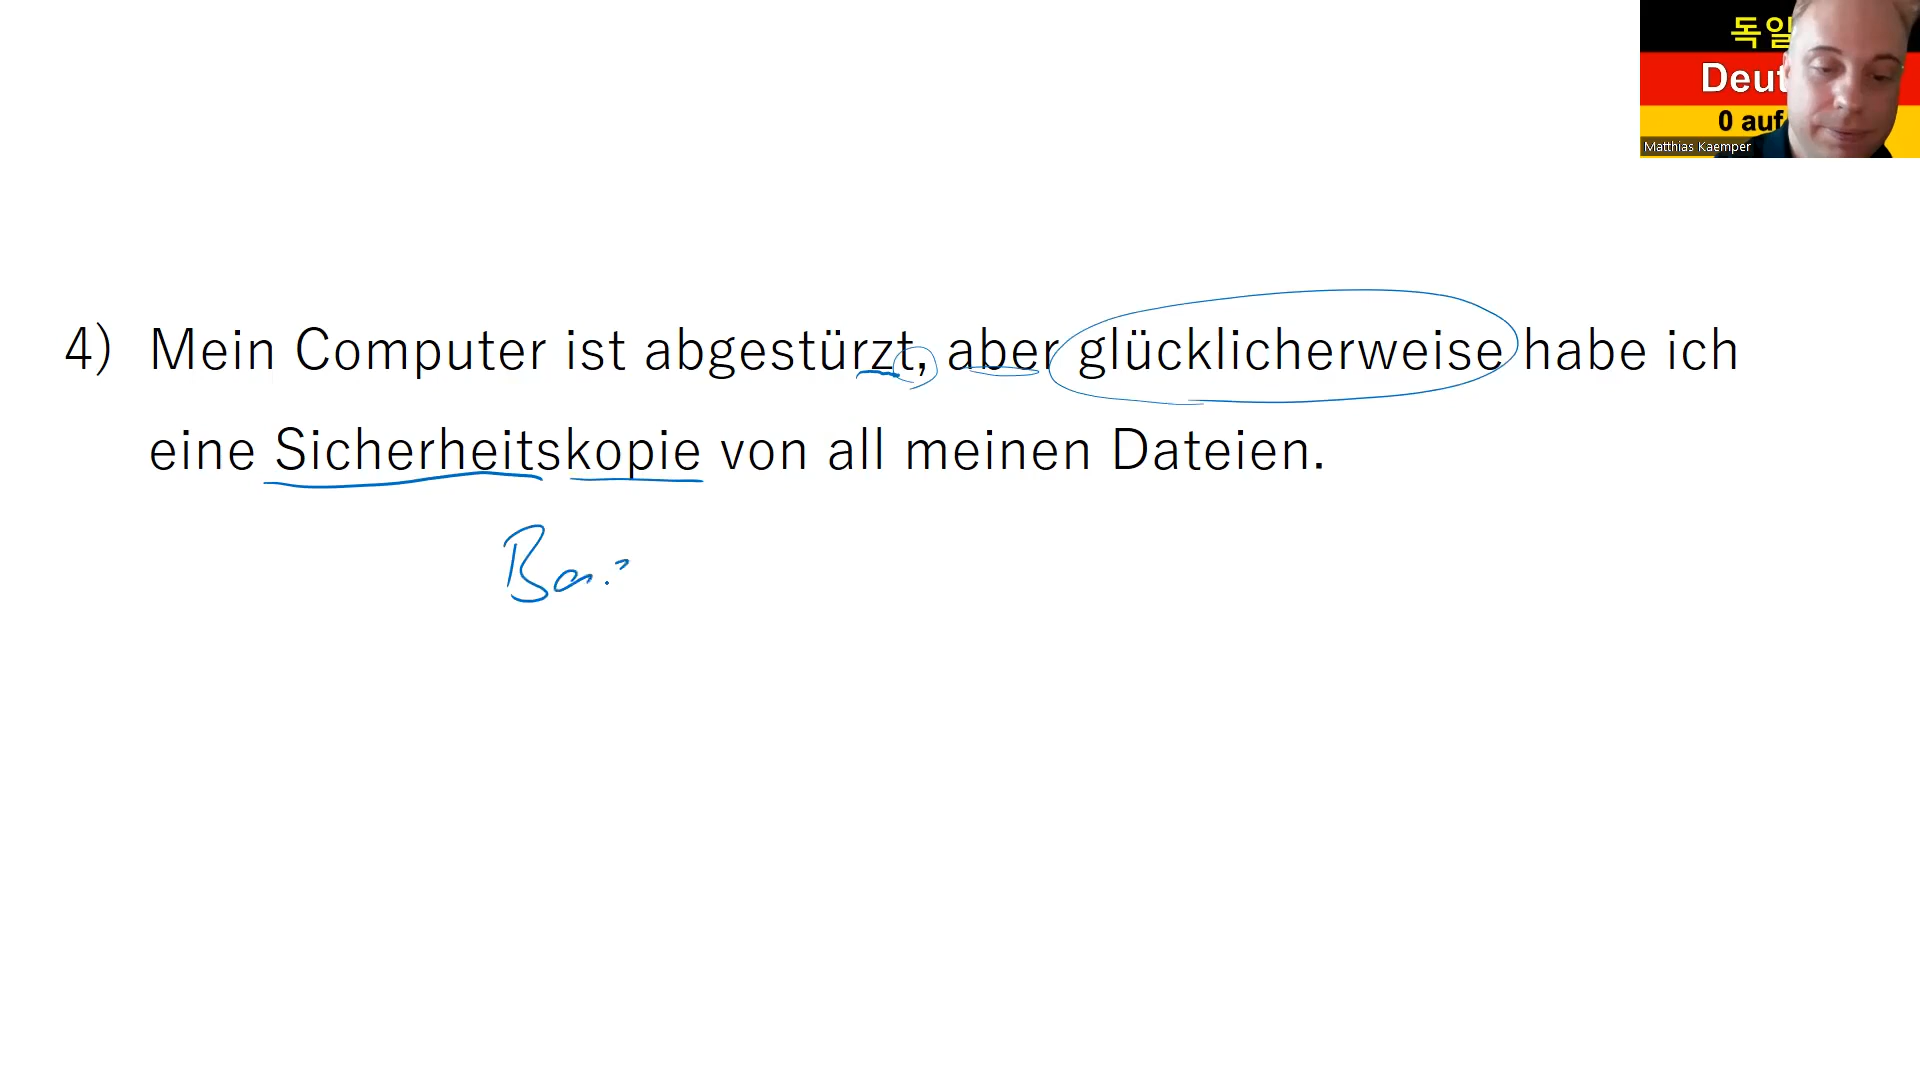 독일
Deut
0 auf
Matthias Kaemper
4) Mein Computer ist abgestürzt, aber glücklicherweise habe ich
eine Sicherheitskopie von all meinen Dateien.